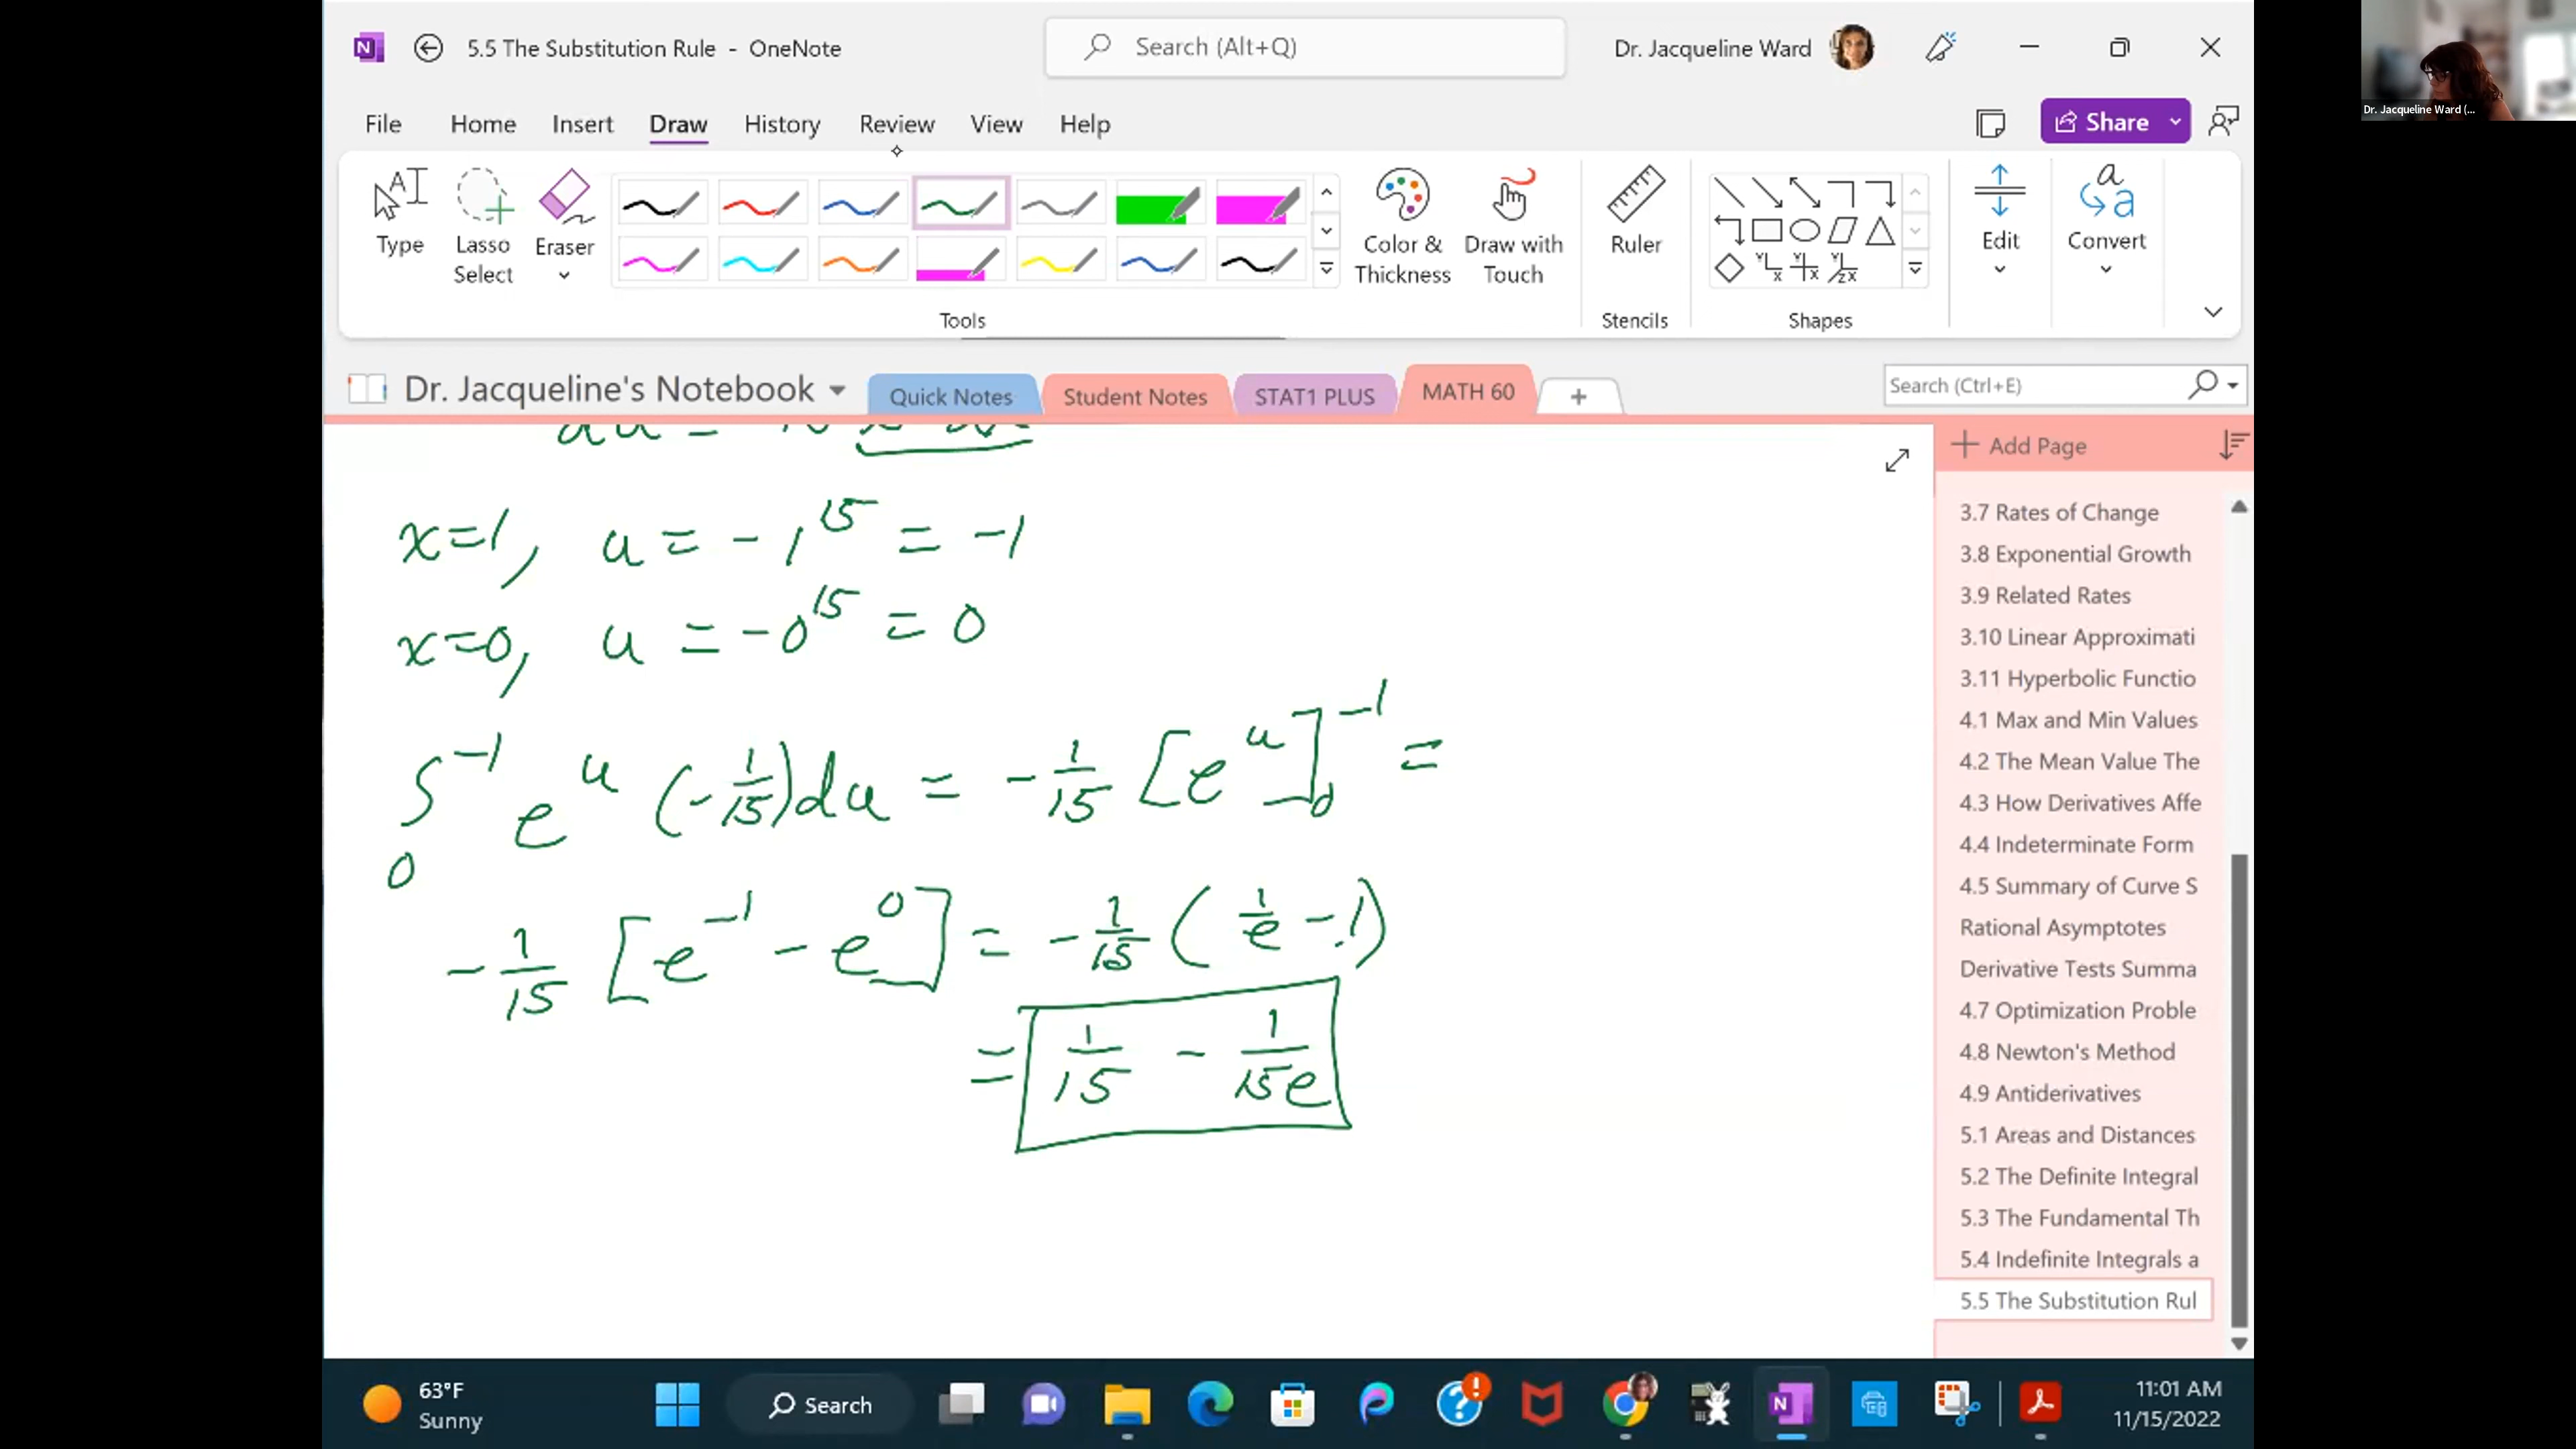 5.5 The Substitution Rule - OneNote
Search (Alt+Q)
Dr. Jacqueline Ward
File Home Insert Draw History Review View Help
Share
Type
Lasso Select
Eraser
Color & Thickness
Draw with Touch
Ruler
Edit
Convert
Tools
Stencils
Shapes
Dr. Jacqueline's Notebook
Quick Notes
Student Notes
STAT1 PLUS
MATH 60
+
Search (Ctrl+E)
x=1, u = -1^15 = -1
x=0, u = -0^15 = 0
∫_0^-1 e^u (-1/15) du = -1/15 [e^u]_0^-1 =
-1/15 [e^-1 - e^0] = -1/15 (1/e - 1)
= 1/15 - 1/15e
Add Page
3.7 Rates of Change
3.8 Exponential Growth
3.9 Related Rates
3.10 Linear Approximati
3.11 Hyperbolic Functio
4.1 Max and Min Values
4.2 The Mean Value The
4.3 How Derivatives Affe
4.4 Indeterminate Form
4.5 Summary of Curve S
Rational Asymptotes
Derivative Tests Summa
4.7 Optimization Proble
4.8 Newton's Method
4.9 Antiderivatives
5.1 Areas and Distances
5.2 The Definite Integral
5.3 The Fundamental Th
5.4 Indefinite Integrals a
5.5 The Substitution Rul
63°F
Sunny
Search
11:01 AM
11/15/2022
Dr. Jacqueline Ward (...